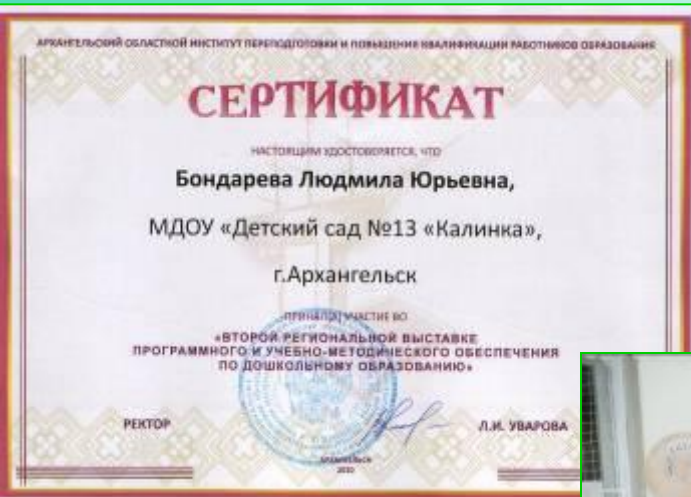 АРХАНГЕЛЬСКИЙ ОБЛАСТНОЙ ИНСТИТУТ ПЕРЕПОДГОТОВКИ И ПОВЫШЕНИЯ КВАЛИФИКАЦИИ РАБОТНИКОВ ОБРАЗОВАНИЯ
СЕРТИФИКАТ
НАСТОЯЩИМ УДОСТОВЕРЯЕТСЯ, ЧТО
Бондарева Людмила Юрьевна,
МДОУ «Детский сад №13 «Калинка»,
г.Архангельск
ПРИНЯЛ(А) УЧАСТИЕ ВО
«ВТОРОЙ РЕГИОНАЛЬНОЙ ВЫСТАВКЕ
ПРОГРАММНОГО И УЧЕБНО-МЕТОДИЧЕСКОГО ОБЕСПЕЧЕНИЯ
ПО ДОШКОЛЬНОМУ ОБРАЗОВАНИЮ»
РЕКТОР Л.И. УВАРОВА
АРХАНГЕЛЬСК
2010